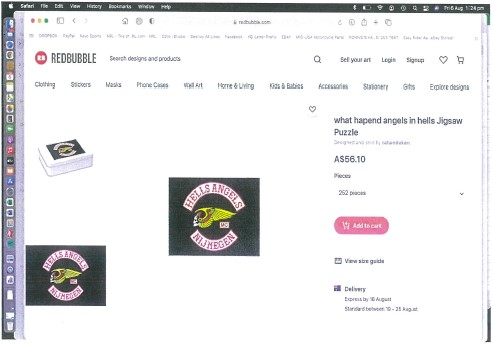 Safari File Edit View History Bookmarks Window Help
Fri 6 Aug 1:24 pm
redbubble.com
DROPBOX PayPal
REDBUBBLE
Search designs and products
Sell your art Login Signup
Clothing Stickers Masks Phone Cases Wall Art Home & Living Kids & Babies Accessories Stationery Gifts Explore designs
what hapend angels in hells Jigsaw
Puzzle
Designed and sold by
A$56.10
Pieces
252 pieces
Add to cart
View size guide
Delivery
Express by 16 August
Standard between 19 - 25 August
HELLS ANGELS
MC
NIJMEGEN
HELLS ANGELS
MC
NIJMEGEN